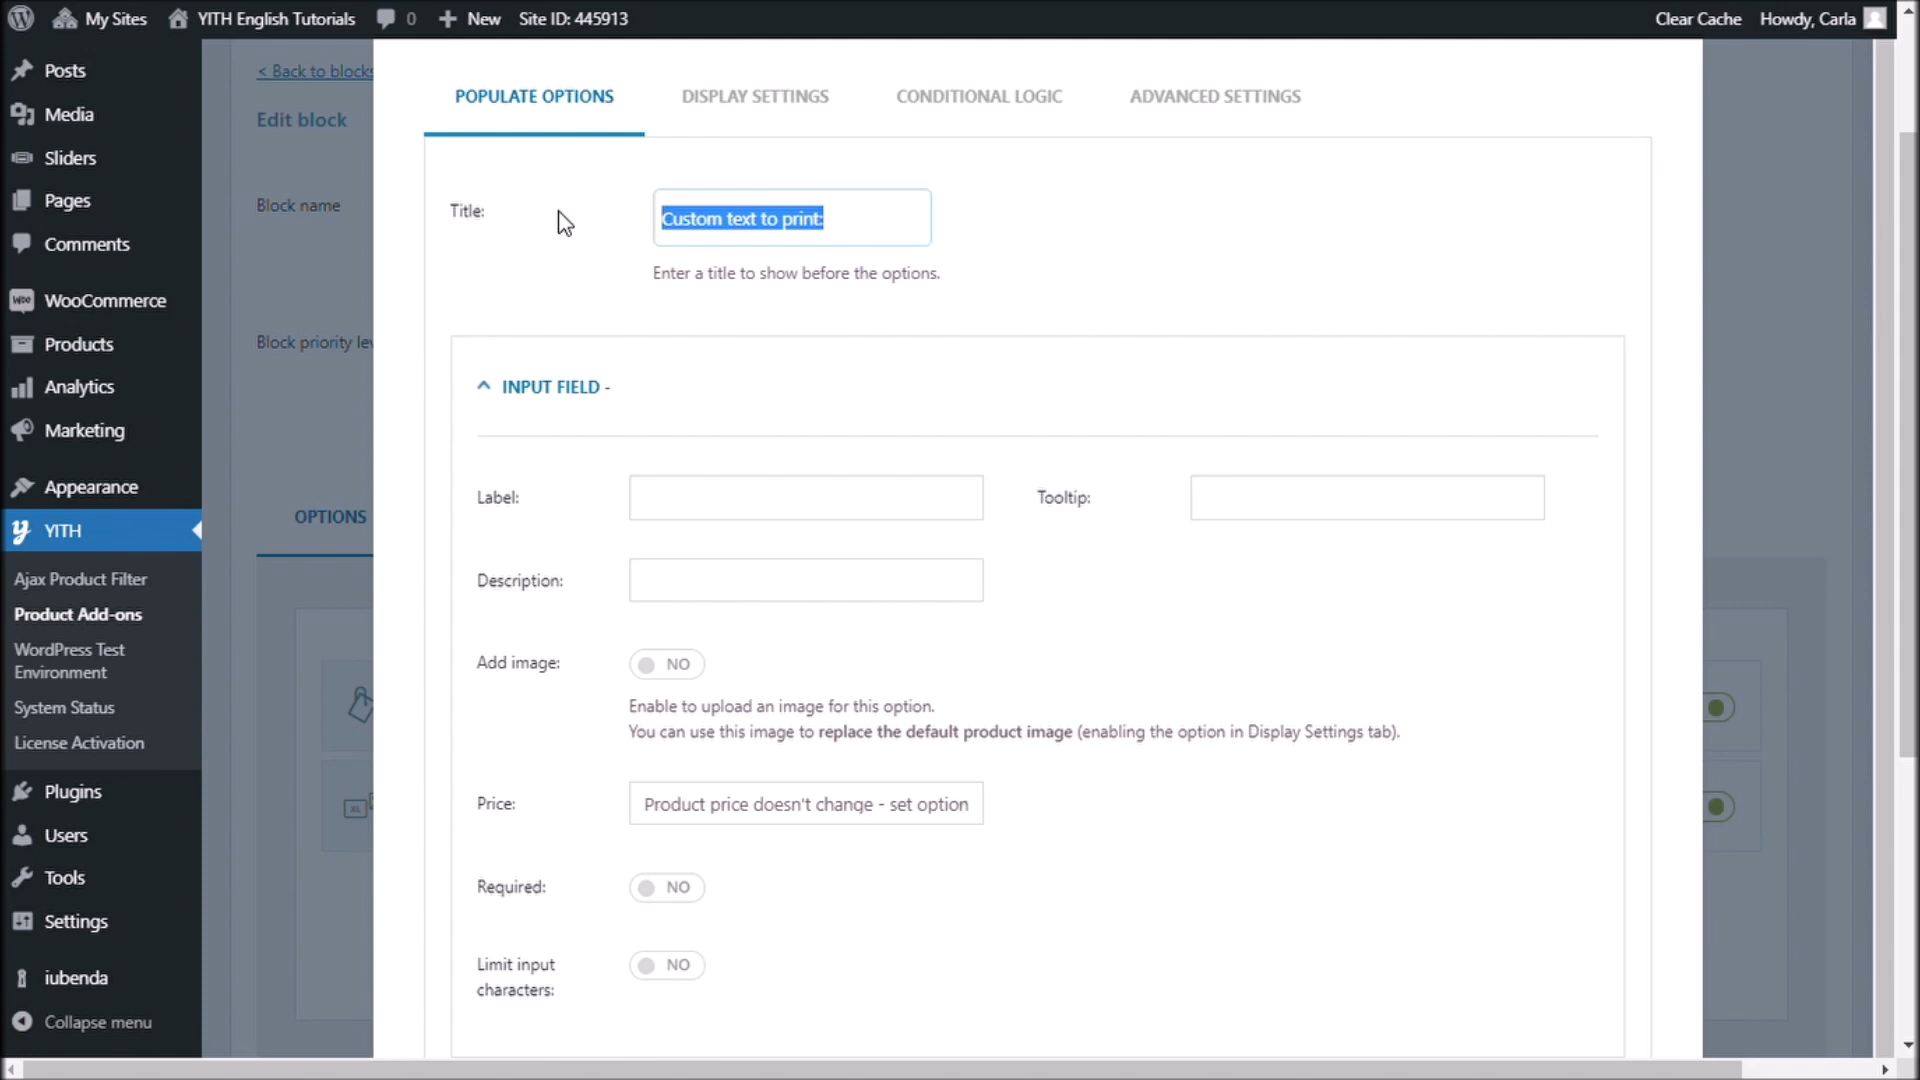 My Sites
YITH English Tutorials
0
New
Site ID: 445913
Clear Cache
Howdy, Carla
Posts
Media
Sliders
Pages
Comments
WooCommerce
Products
Analytics
Marketing
Appearance
YITH
Ajax Product Filter
Product Add-ons
WordPress Test
Environment
System Status
License Activation
Plugins
Users
Tools
Settings
iubenda
Collapse menu
< Back to blocks
Edit block
Block name
Block priority lev
OPTIONS
POPULATE OPTIONS
DISPLAY SETTINGS
CONDITIONAL LOGIC
ADVANCED SETTINGS
Title:
Custom text to print:
Enter a title to show before the options.
INPUT FIELD -
Label:
Tooltip:
Description:
Add image:
NO
Enable to upload an image for this option.
You can use this image to replace the default product image (enabling the option in Display Settings tab).
Price:
Product price doesn't change - set option
Required:
NO
Limit input
characters:
NO